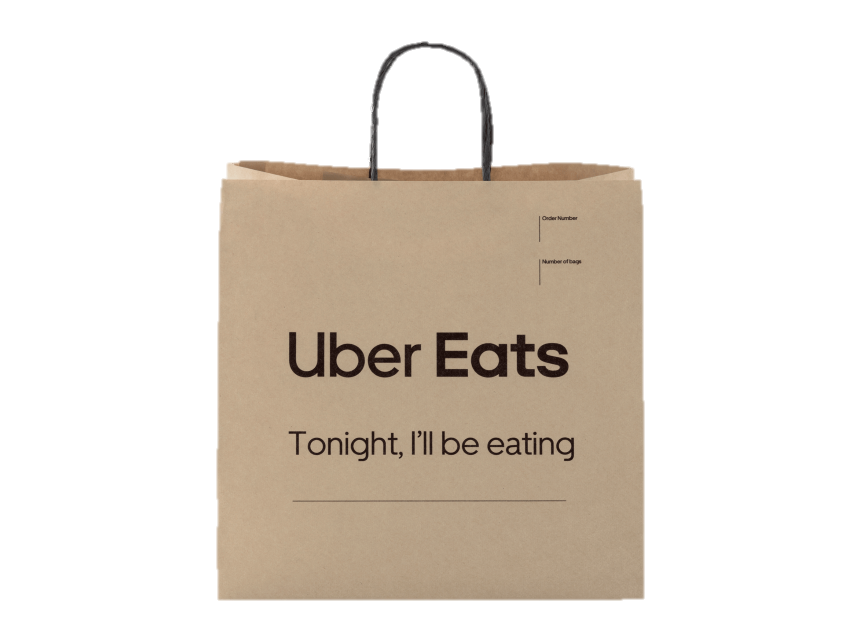 Order Number
Number of bags
Uber Eats
Tonight, I'll be eating